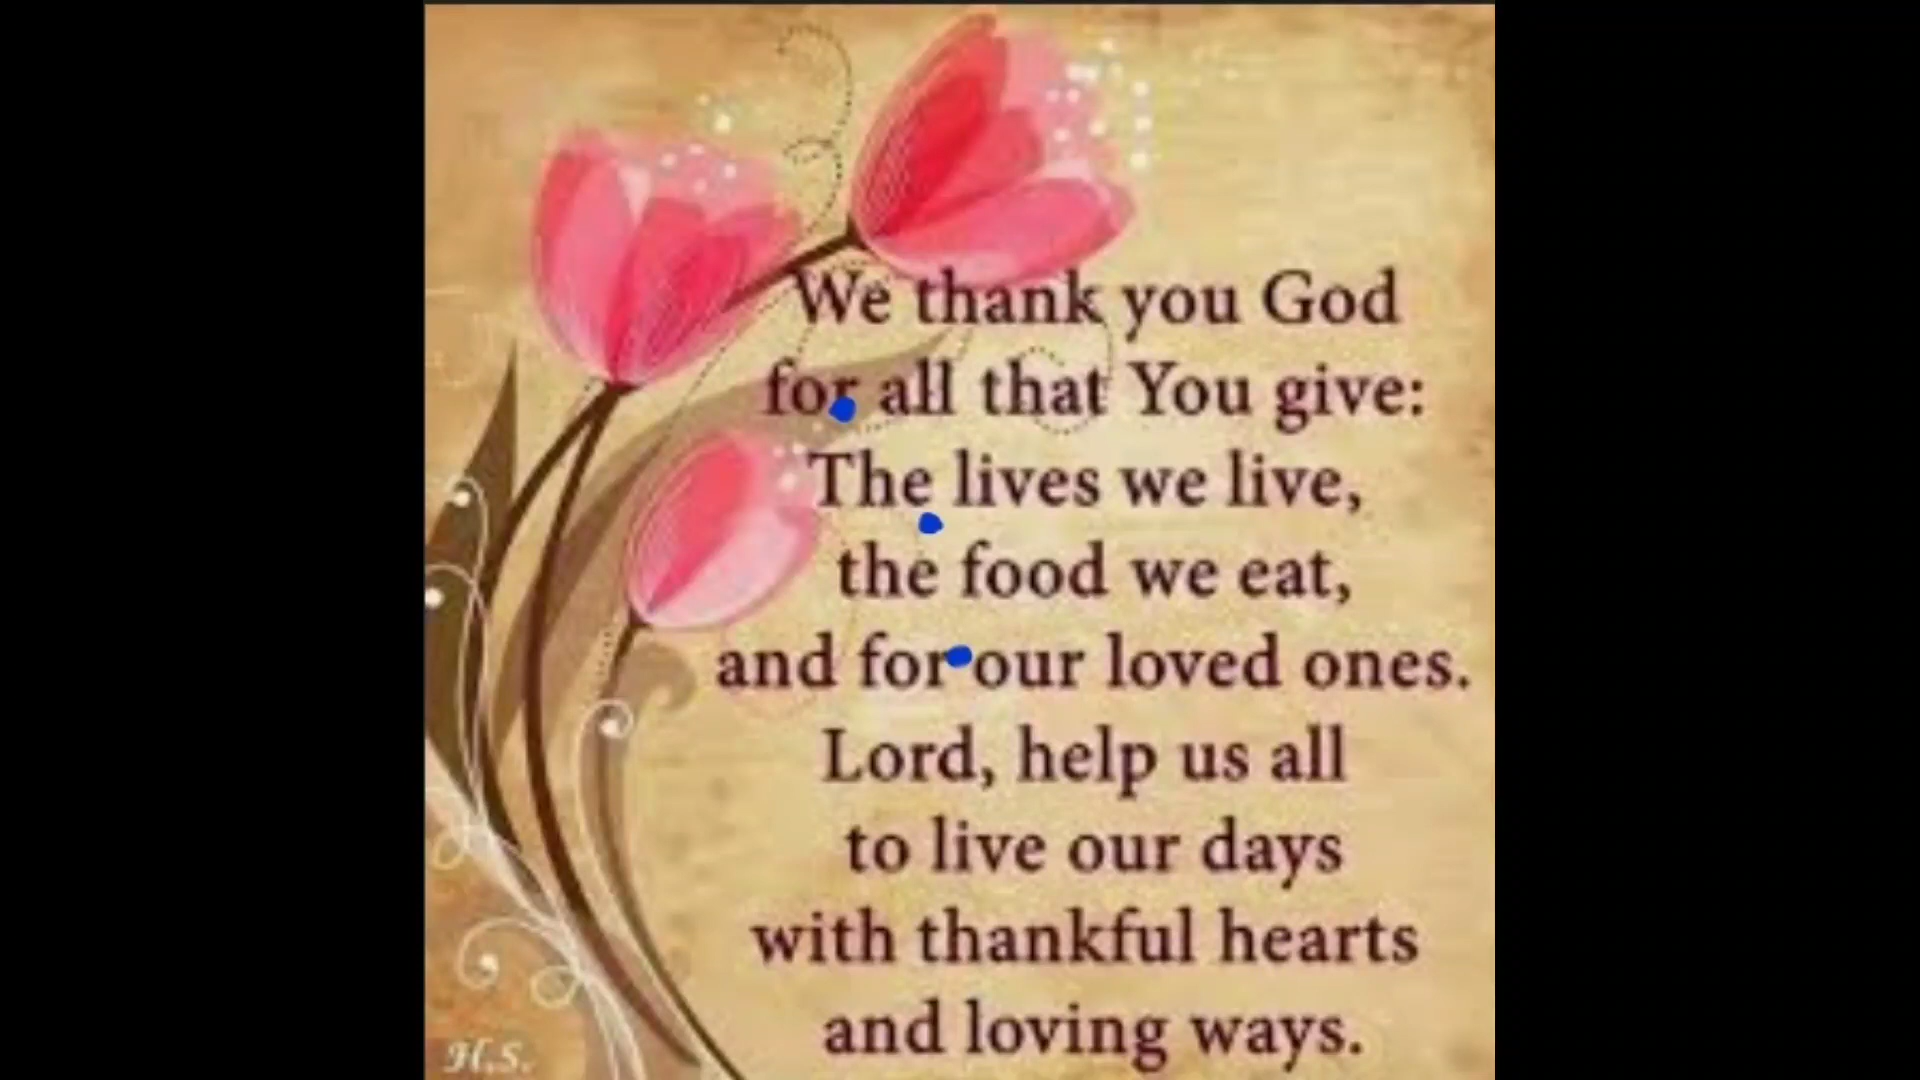 We thank you God
for all that You give:
The lives we live,
the food we eat,
and for our loved ones.
Lord, help us all
to live our days
with thankful hearts
and loving ways.
H.S.